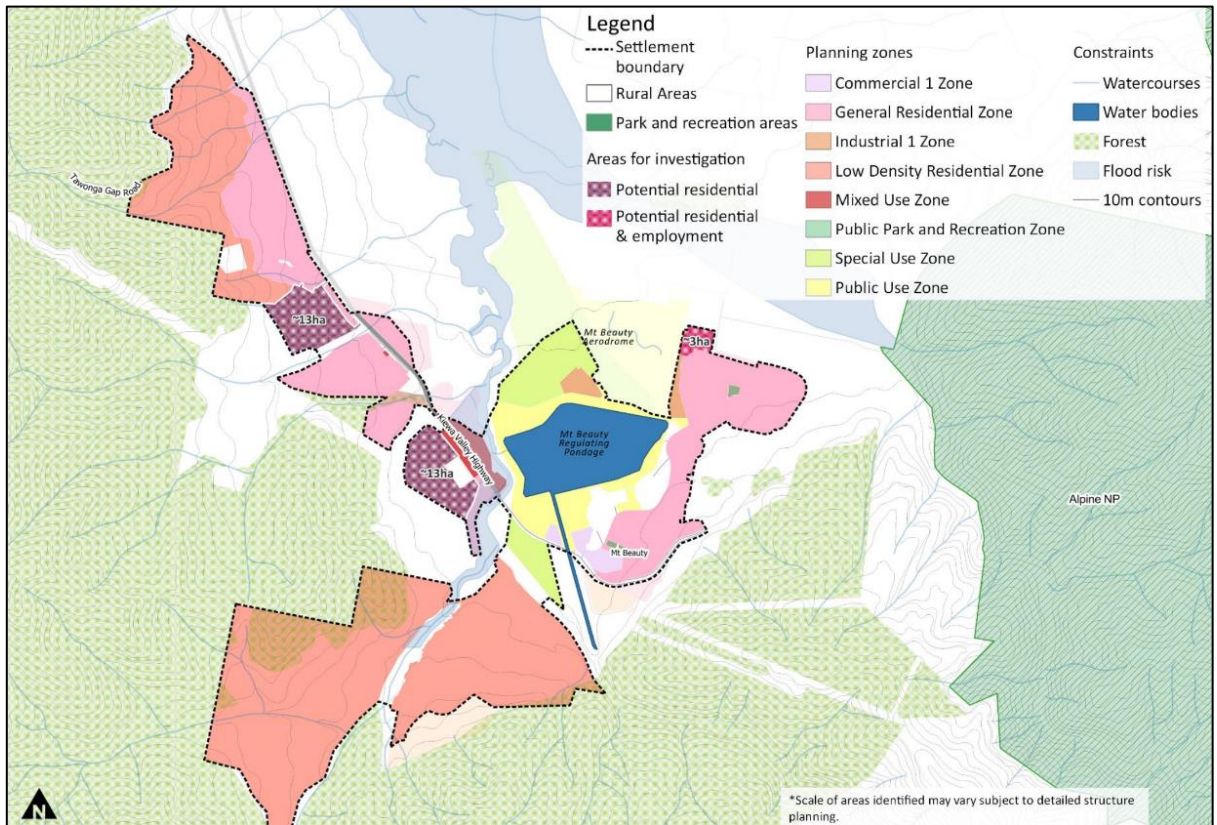 Legend
Settlement
boundary
Rural Areas
Park and recreation areas
Areas for investigation
Potential residential
Potential residential
& employment
Planning zones
Commercial 1 Zone
General Residential Zone
Industrial 1 Zone
Low Density Residential Zone
Mixed Use Zone
Public Park and Recreation Zone
Special Use Zone
Public Use Zone
Constraints
Watercourses
Water bodies
Forest
Flood risk
10m contours
Tawonga Gap Road
~13ha
Mt Beauty
Aerodrome
~3ha
Kiewa Valley Highway
Mt Beauty
Regulating
Pondage
~13ha
Alpine NP
Mt Beauty
N
*Scale of areas identified may vary subject to detailed structure
planning.